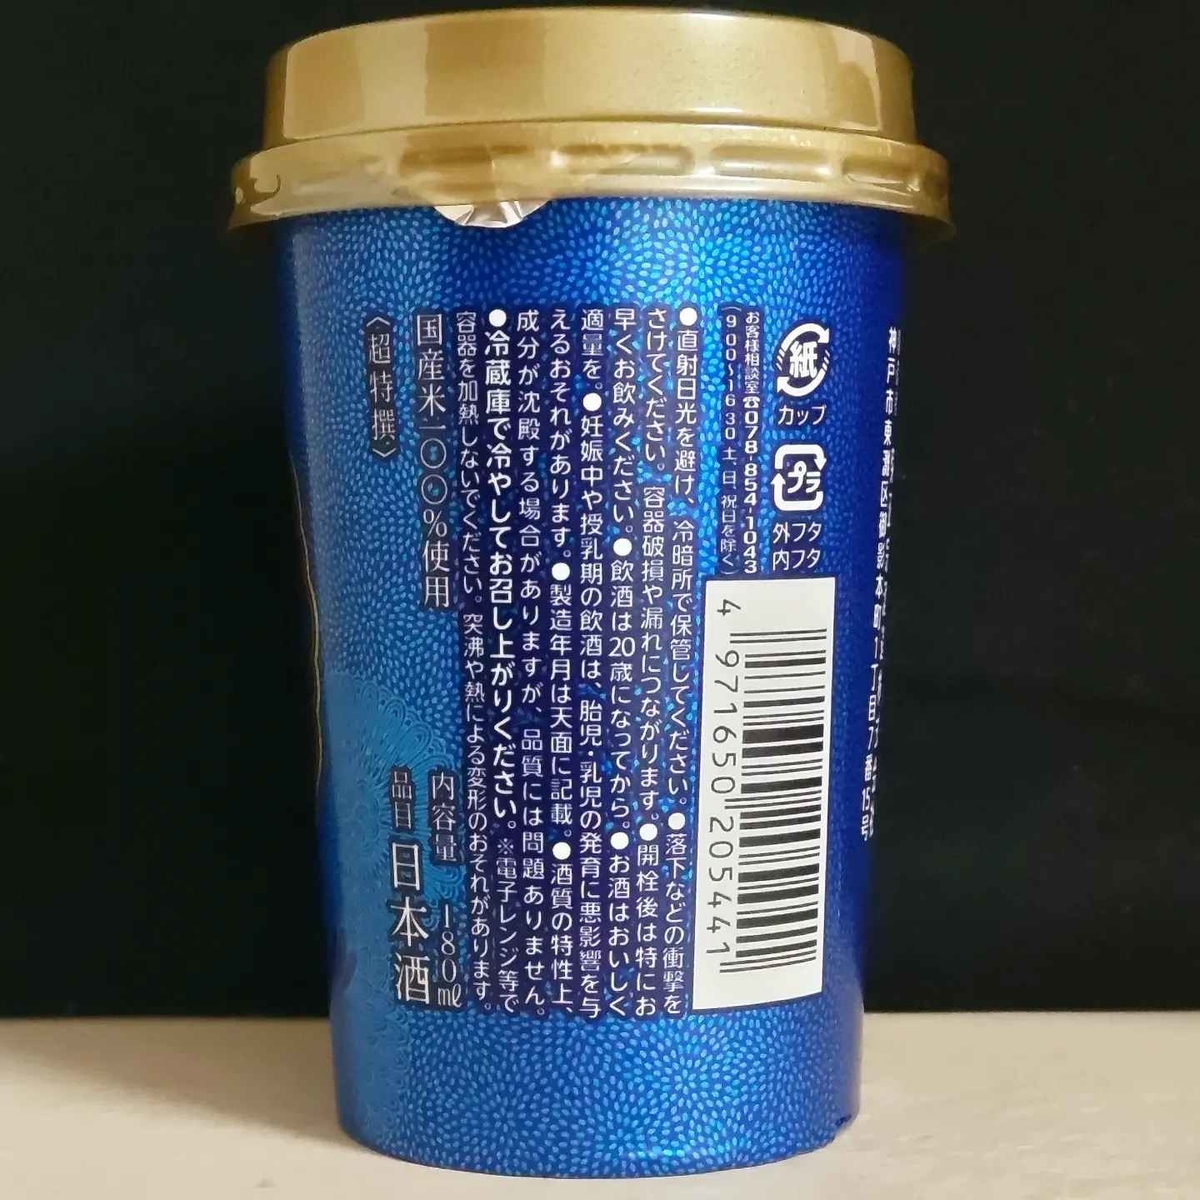 神戸市東灘区御影本町1丁目7番15号
紙
カップ
プラ
外フタ
内フタ
お客様相談室☎078-854-1043
(9:00〜16:30 土、日、祝日を除く)
4 971650 205441
●直射日光を避け、冷暗所で保管してください。●落下などの衝撃を
さけてください。容器破損や漏れにつながります。●開栓後は特にお
早くお飲みください。●飲酒は20歳になってから。●お酒はおいしく
適量を。●妊娠中や授乳期の飲酒は、胎児・乳児の発育に悪影響を与
えるおそれがあります。●製造年月は天面に記載。●酒質の特性上、
成分が沈殿する場合がありますが、品質には問題ありません。
●冷蔵庫で冷やしてお召し上がりください。※電子レンジ等で
容器を加熱しないでください。突沸や熱による変形のおそれがあります。
国産米一〇〇%使用
〈超特撰〉
内容量 180ml
品目 日本酒